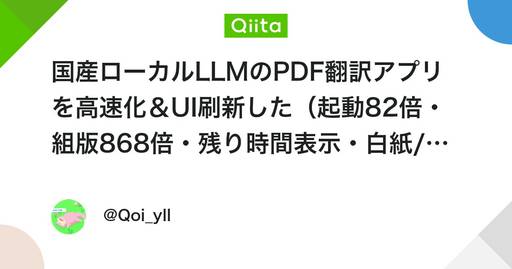 Qiita
国産ローカルLLMのPDF翻訳アプリ
を高速化＆UI刷新した（起動82倍・
組版868倍・残り時間表示・白紙/…
@Qoi_yll